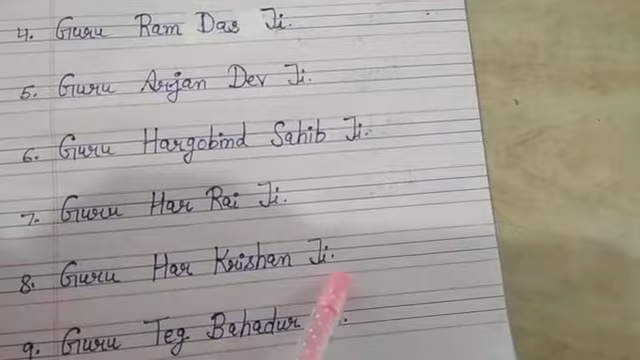 4. Guru Ram Das Ji.
5. Guru Arjan Dev Ji.
6. Guru Hargobind Sahib Ji.
7. Guru Har Rai Ji.
8. Guru Har Krishan Ji.
9. Guru Teg Bahadur